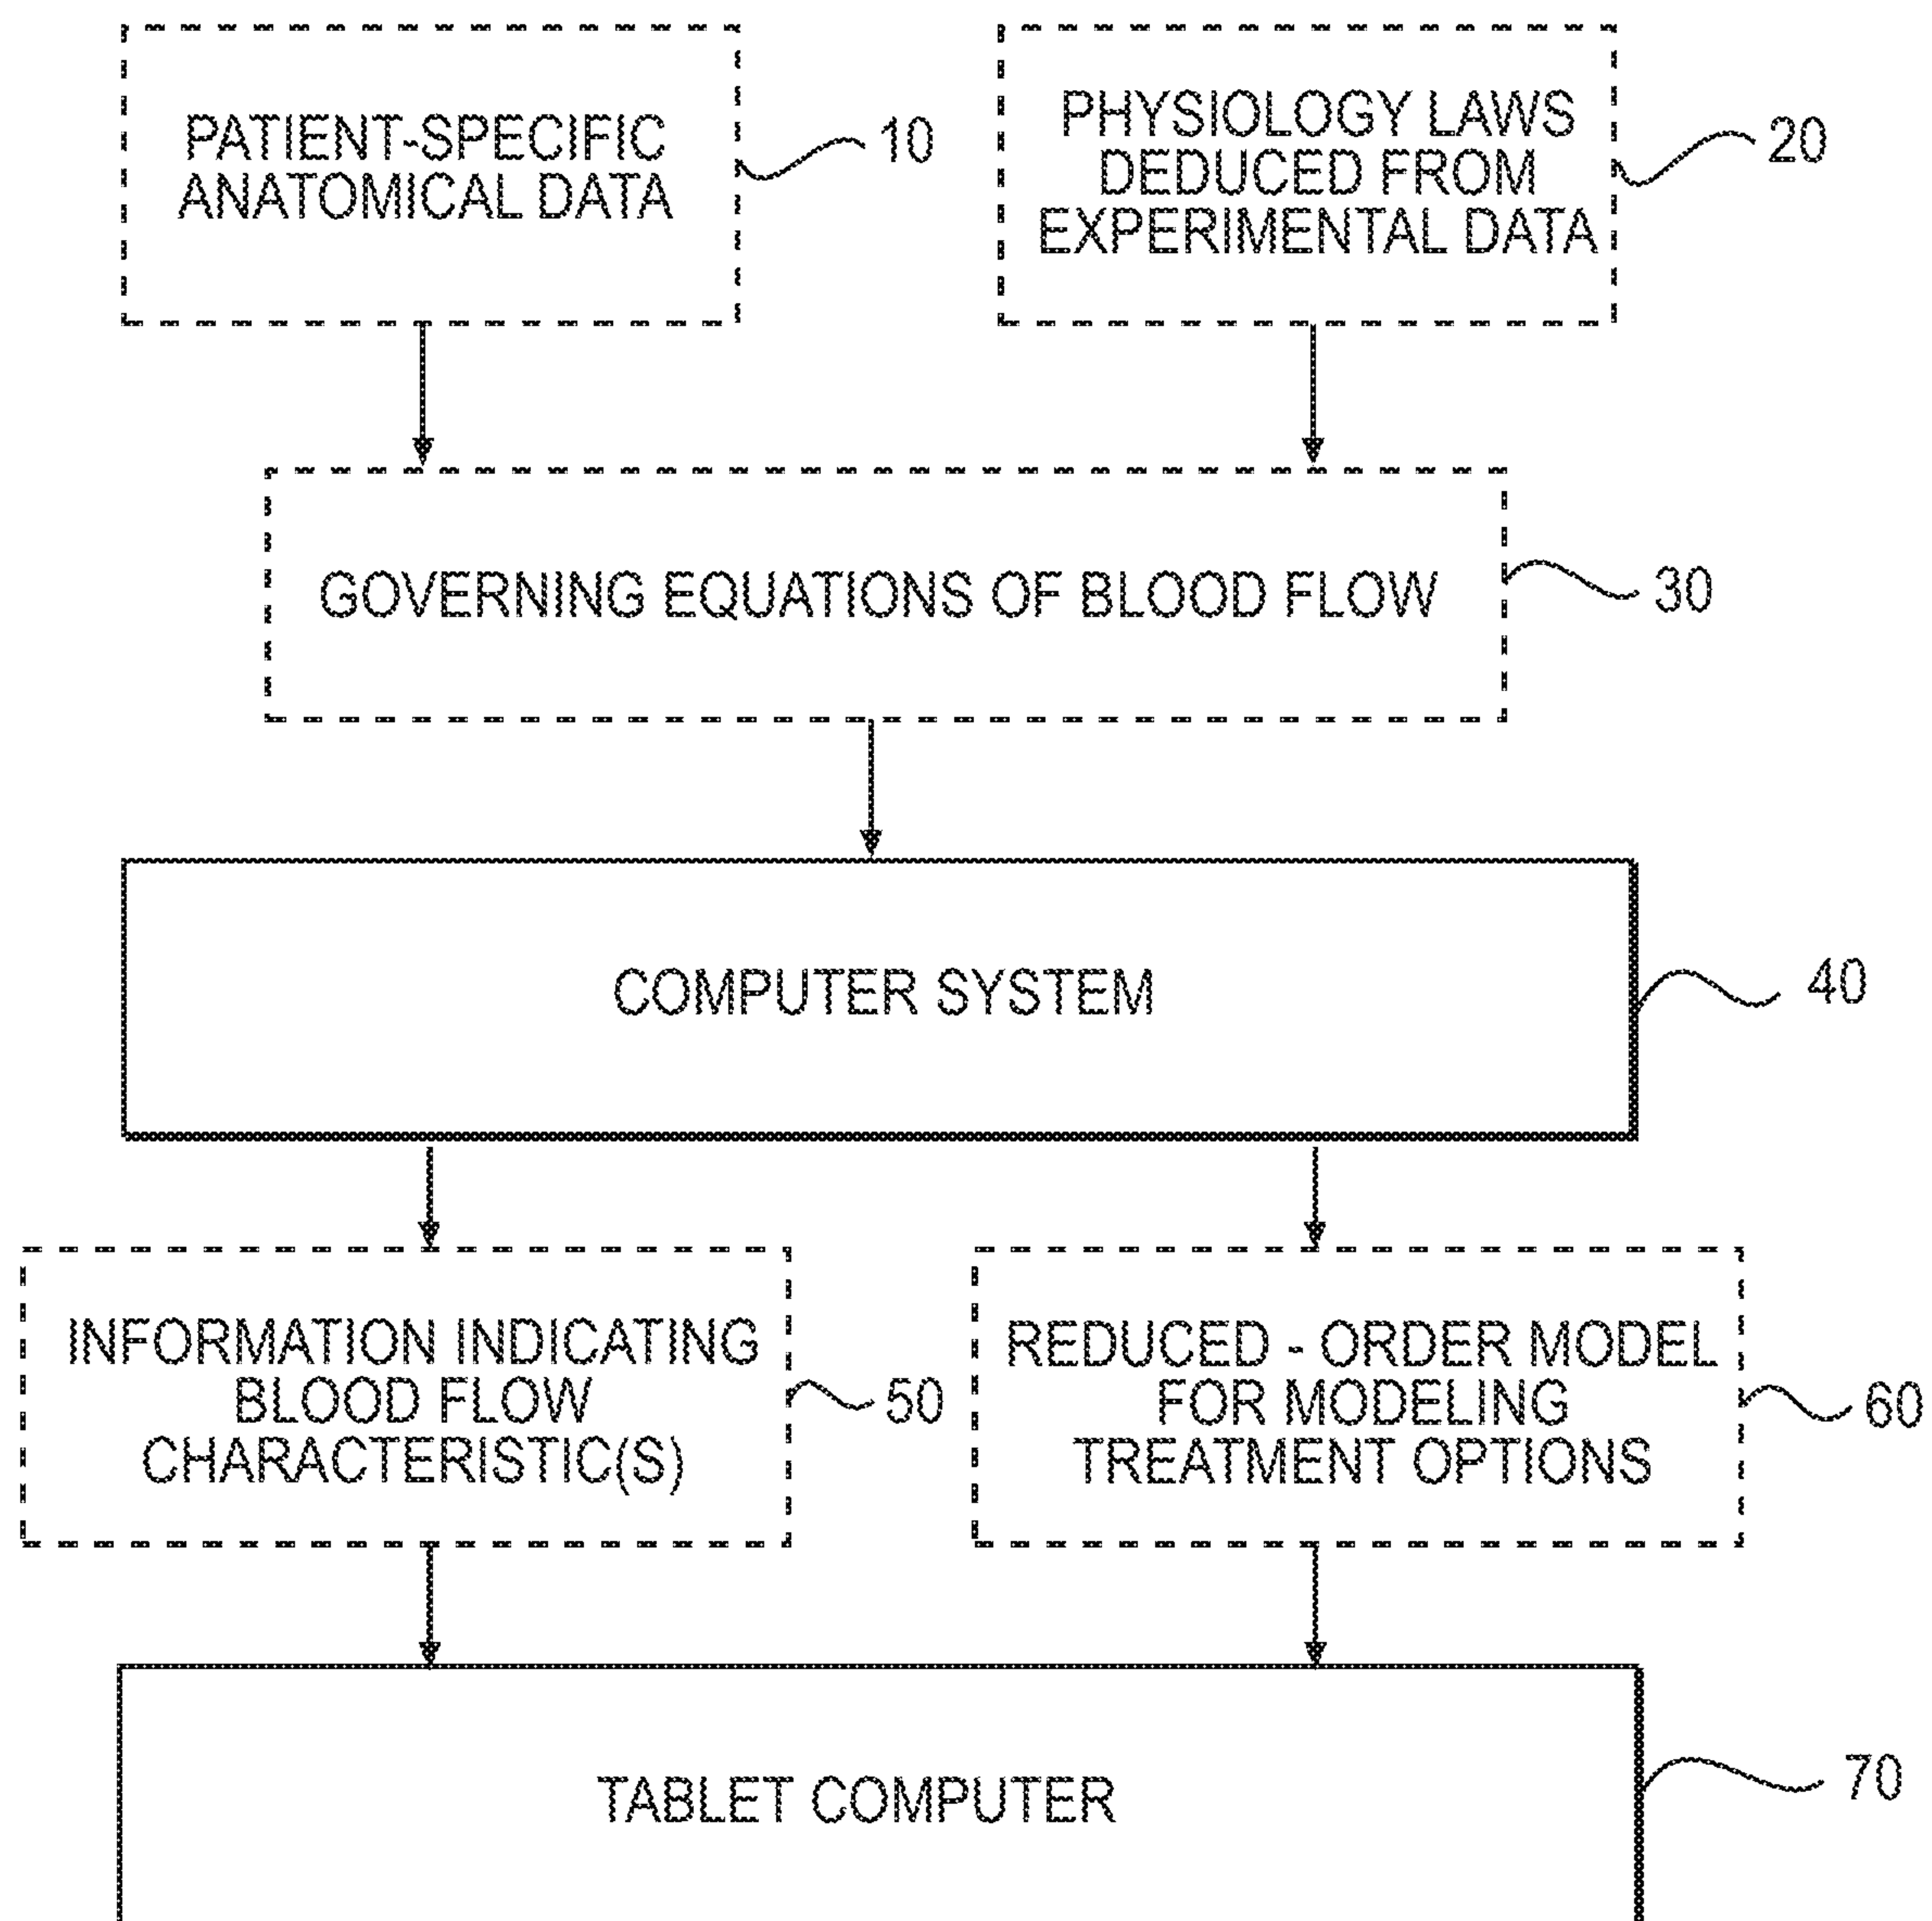 PATIENT-SPECIFIC
ANATOMICAL DATA
10
PHYSIOLOGY LAWS
DEDUCED FROM
EXPERIMENTAL DATA
20
GOVERNING EQUATIONS OF BLOOD FLOW
30
COMPUTER SYSTEM
40
INFORMATION INDICATING
BLOOD FLOW
CHARACTERISTIC(S)
50
REDUCED - ORDER MODEL
FOR MODELING
TREATMENT OPTIONS
60
TABLET COMPUTER
70